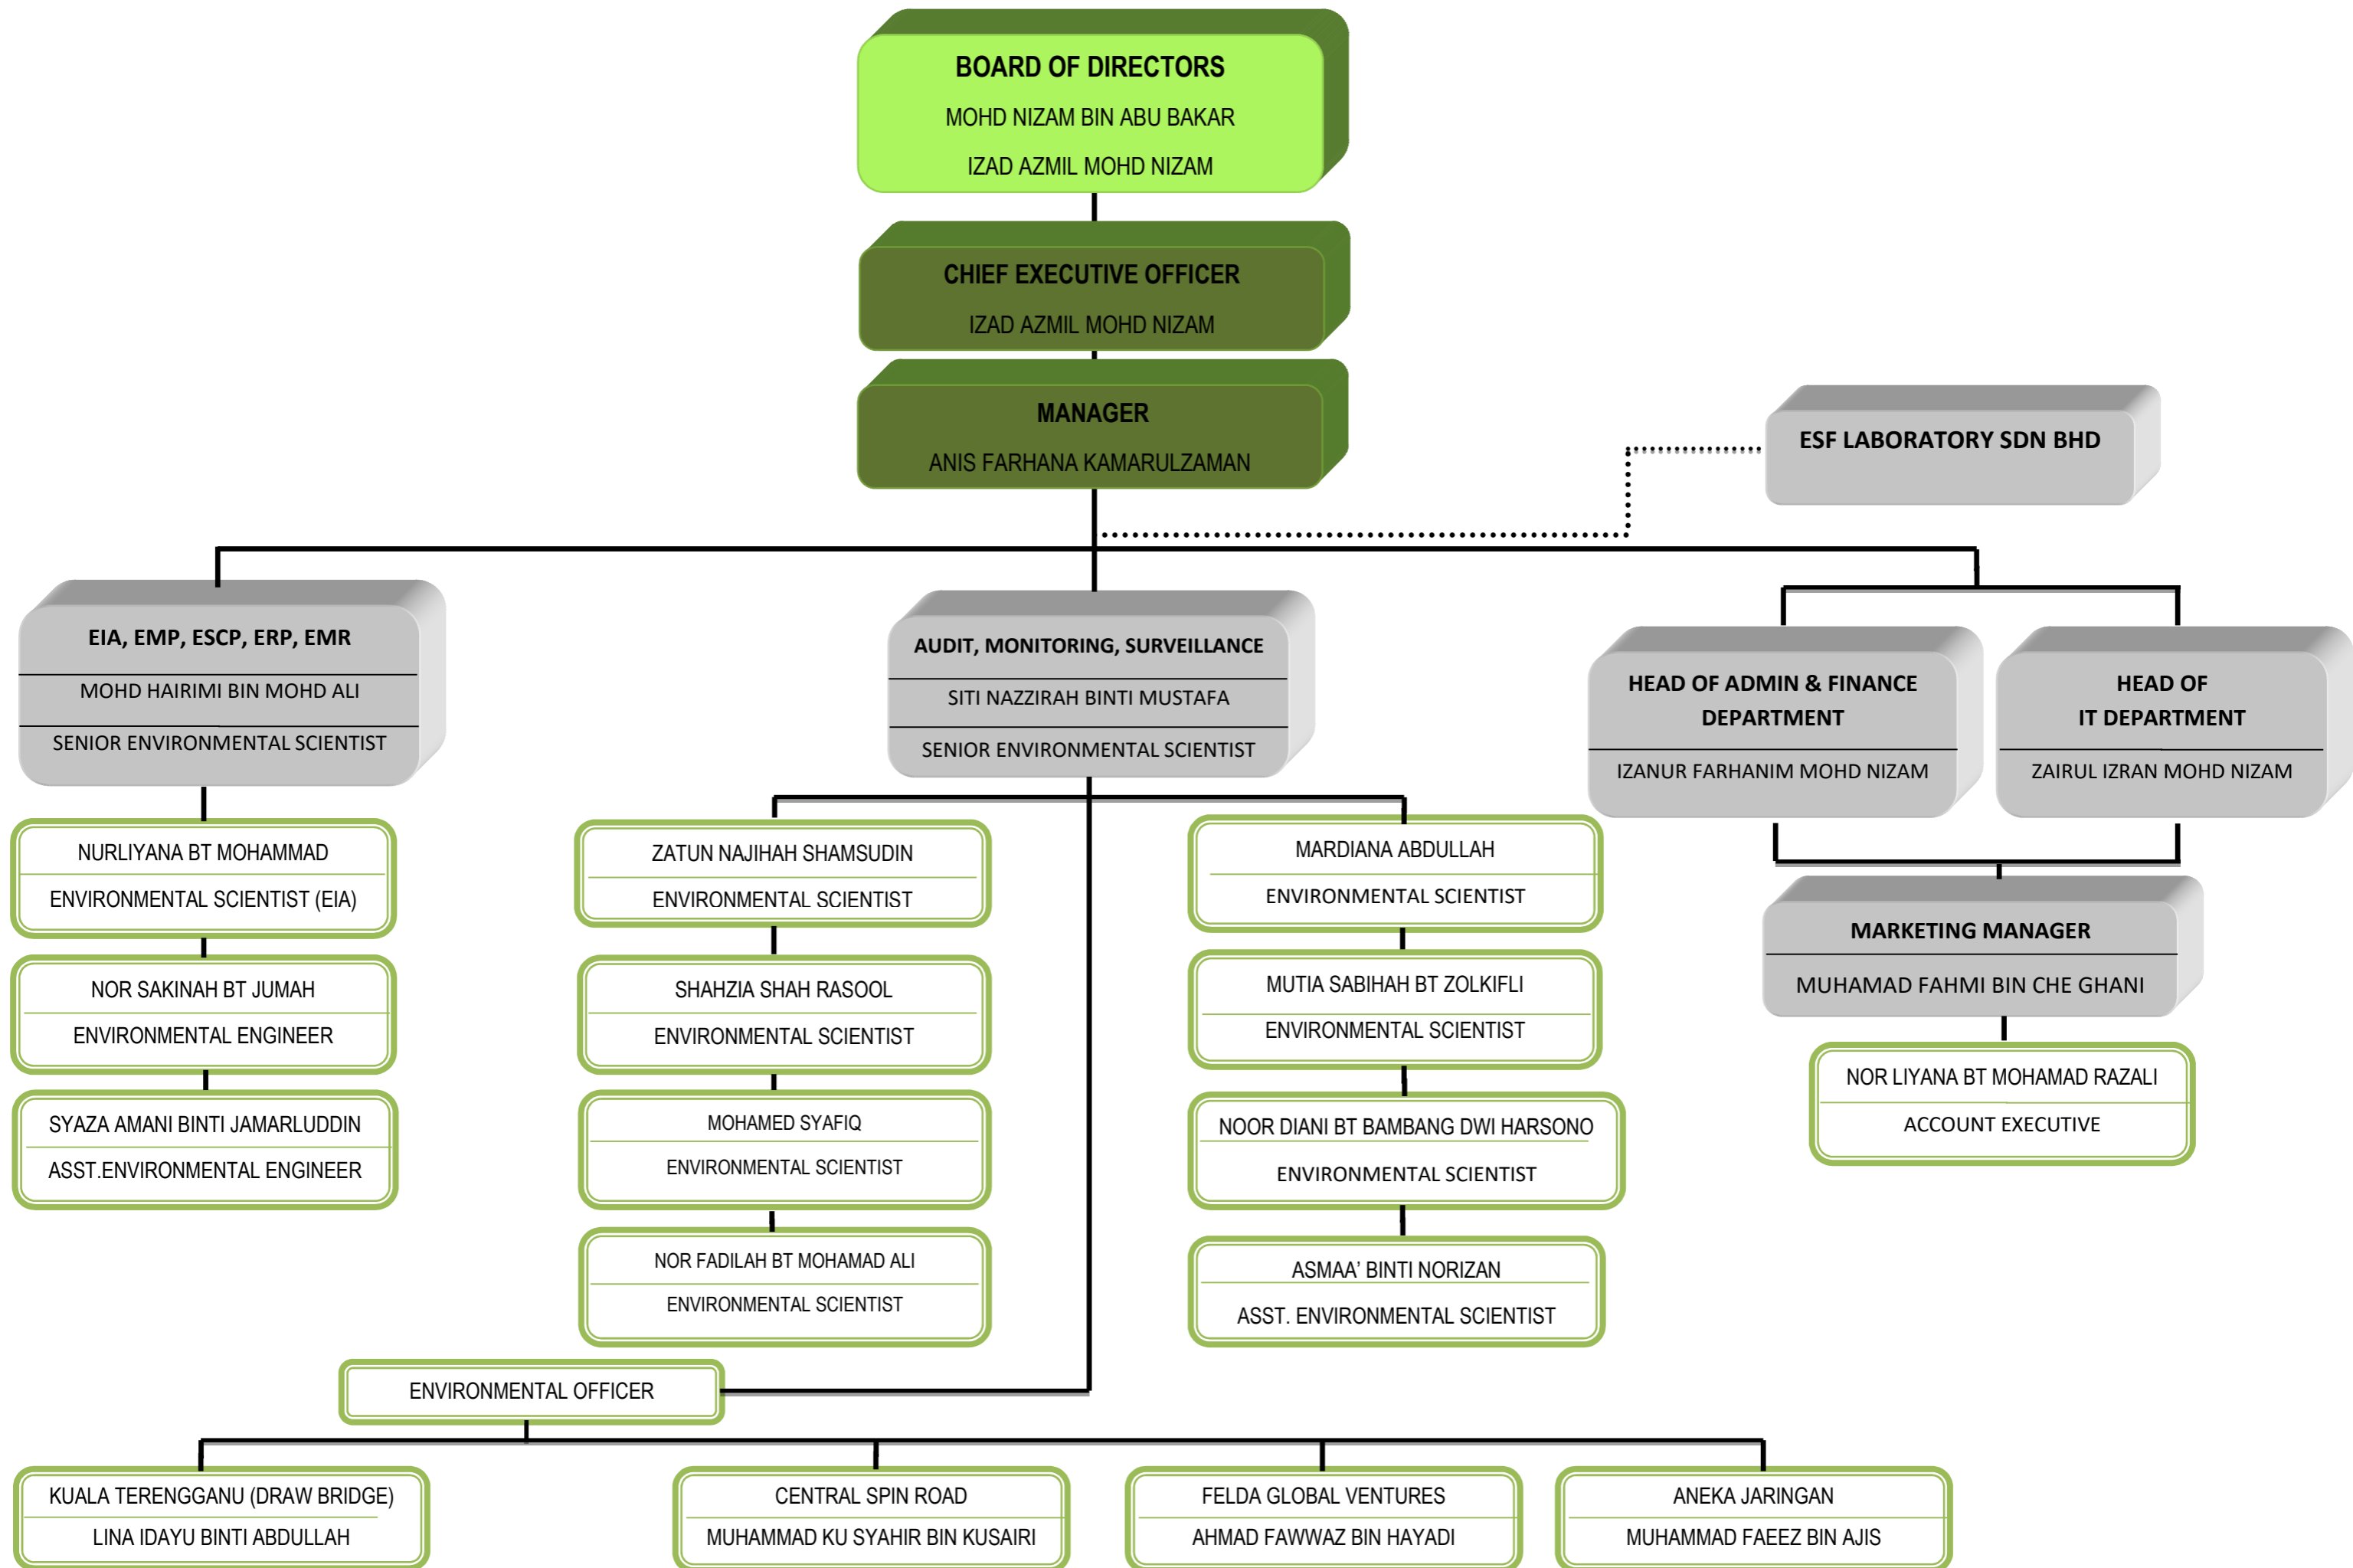 BOARD OF DIRECTORS
MOHD NIZAM BIN ABU BAKAR
IZAD AZMIL MOHD NIZAM
CHIEF EXECUTIVE OFFICER
IZAD AZMIL MOHD NIZAM
MANAGER
ANIS FARHANA KAMARULZAMAN
ESF LABORATORY SDN BHD
EIA, EMP, ESCP, ERP, EMR
MOHD HAIRIMI BIN MOHD ALI
SENIOR ENVIRONMENTAL SCIENTIST
AUDIT, MONITORING, SURVEILLANCE
SITI NAZZIRAH BINTI MUSTAFA
SENIOR ENVIRONMENTAL SCIENTIST
HEAD OF ADMIN & FINANCE
DEPARTMENT
IZANUR FARHANIM MOHD NIZAM
HEAD OF
IT DEPARTMENT
ZAIRUL IZRAN MOHD NIZAM
NURLIYANA BT MOHAMMAD
ENVIRONMENTAL SCIENTIST (EIA)
NOR SAKINAH BT JUMAH
ENVIRONMENTAL ENGINEER
SYAZA AMANI BINTI JAMARLUDDIN
ASST.ENVIRONMENTAL ENGINEER
ZATUN NAJIHAH SHAMSUDIN
ENVIRONMENTAL SCIENTIST
SHAHZIA SHAH RASOOL
ENVIRONMENTAL SCIENTIST
MOHAMED SYAFIQ
ENVIRONMENTAL SCIENTIST
NOR FADILAH BT MOHAMAD ALI
ENVIRONMENTAL SCIENTIST
MARDIANA ABDULLAH
ENVIRONMENTAL SCIENTIST
MUTIA SABIHAH BT ZOLKIFLI
ENVIRONMENTAL SCIENTIST
NOOR DIANI BT BAMBANG DWI HARSONO
ENVIRONMENTAL SCIENTIST
ASMAA’ BINTI NORIZAN
ASST. ENVIRONMENTAL SCIENTIST
MARKETING MANAGER
MUHAMAD FAHMI BIN CHE GHANI
NOR LIYANA BT MOHAMAD RAZALI
ACCOUNT EXECUTIVE
ENVIRONMENTAL OFFICER
KUALA TERENGGANU (DRAW BRIDGE)
LINA IDAYU BINTI ABDULLAH
CENTRAL SPIN ROAD
MUHAMMAD KU SYAHIR BIN KUSAIRI
FELDA GLOBAL VENTURES
AHMAD FAWWAZ BIN HAYADI
ANEKA JARINGAN
MUHAMMAD FAEEZ BIN AJIS